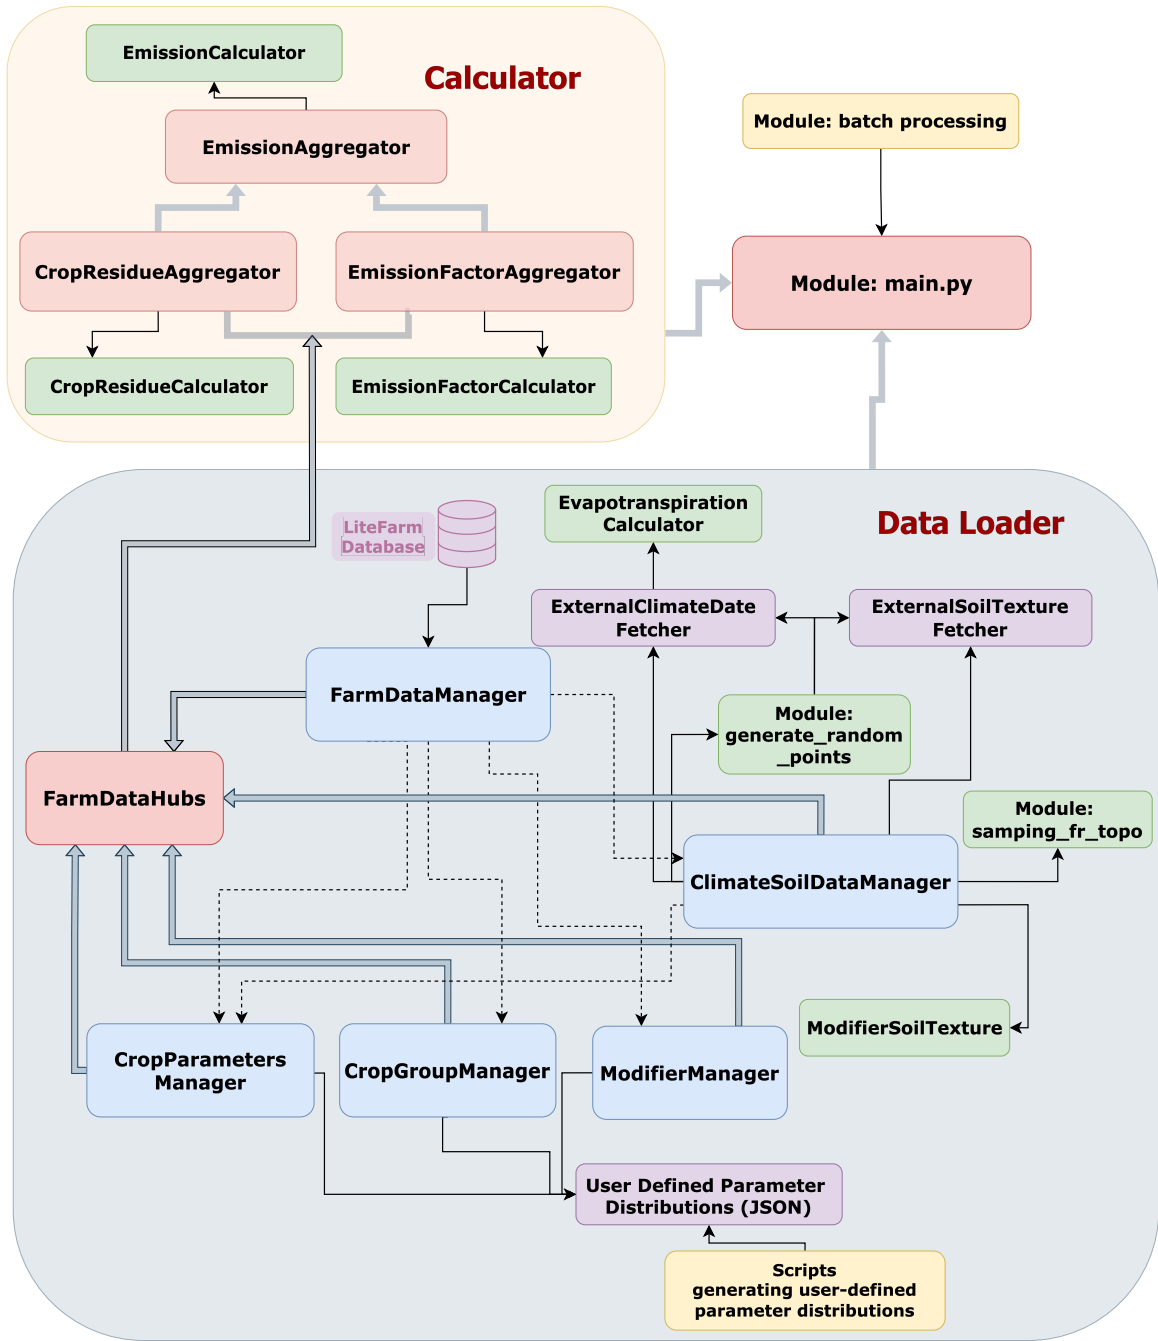 EmissionCalculator
Calculator
EmissionAggregator
Module: batch processing
CropResidueAggregator
EmissionFactorAggregator
Module: main.py
CropResidueCalculator
EmissionFactorCalculator
Data Loader
LiteFarm
Database
Evapotranspiration
Calculator
ExternalClimateDate
Fetcher
ExternalSoilTexture
Fetcher
FarmDataManager
Module:
generate_random
_points
FarmDataHubs
Module:
samping_fr_topo
ClimateSoilDataManager
ModifierSoilTexture
CropParameters
Manager
CropGroupManager
ModifierManager
User Defined Parameter
Distributions (JSON)
Scripts
generating user-defined
parameter distributions